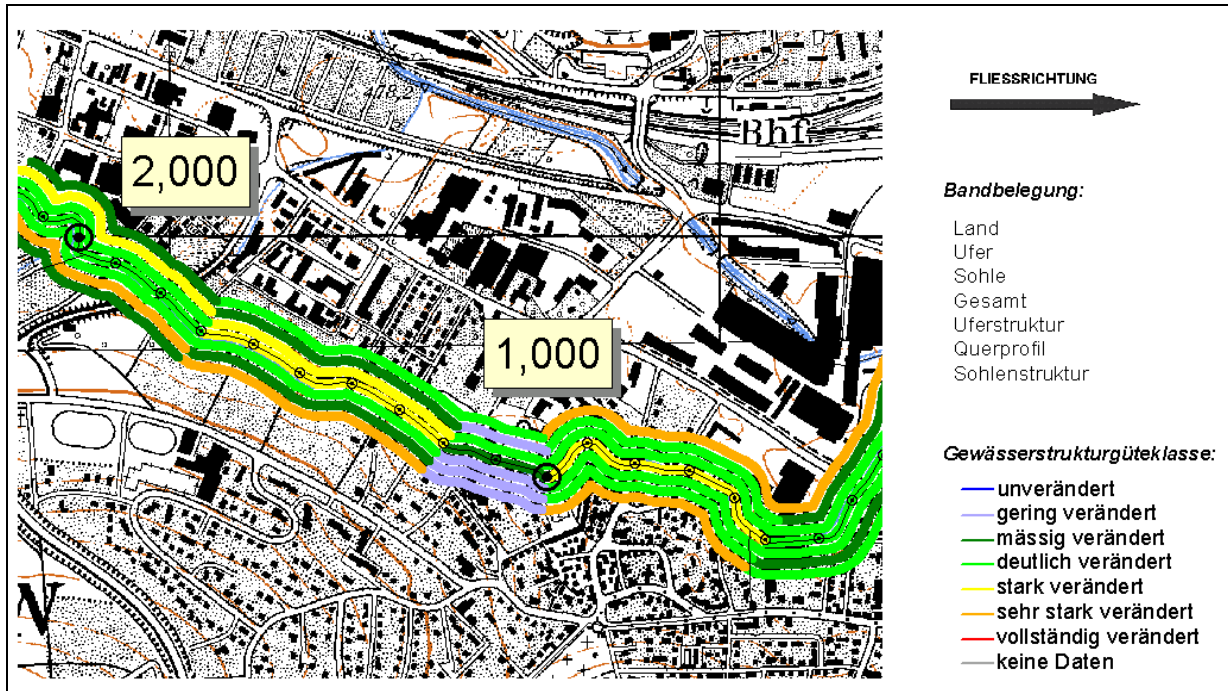 2,000
1,000
Bhf
FLIESSRICHTUNG
Bandbelegung:
Land
Ufer
Sohle
Gesamt
Uferstruktur
Querprofil
Sohlenstruktur
Gewässerstrukturgüteklasse:
unverändert
gering verändert
mässig verändert
deutlich verändert
stark verändert
sehr stark verändert
vollständig verändert
keine Daten